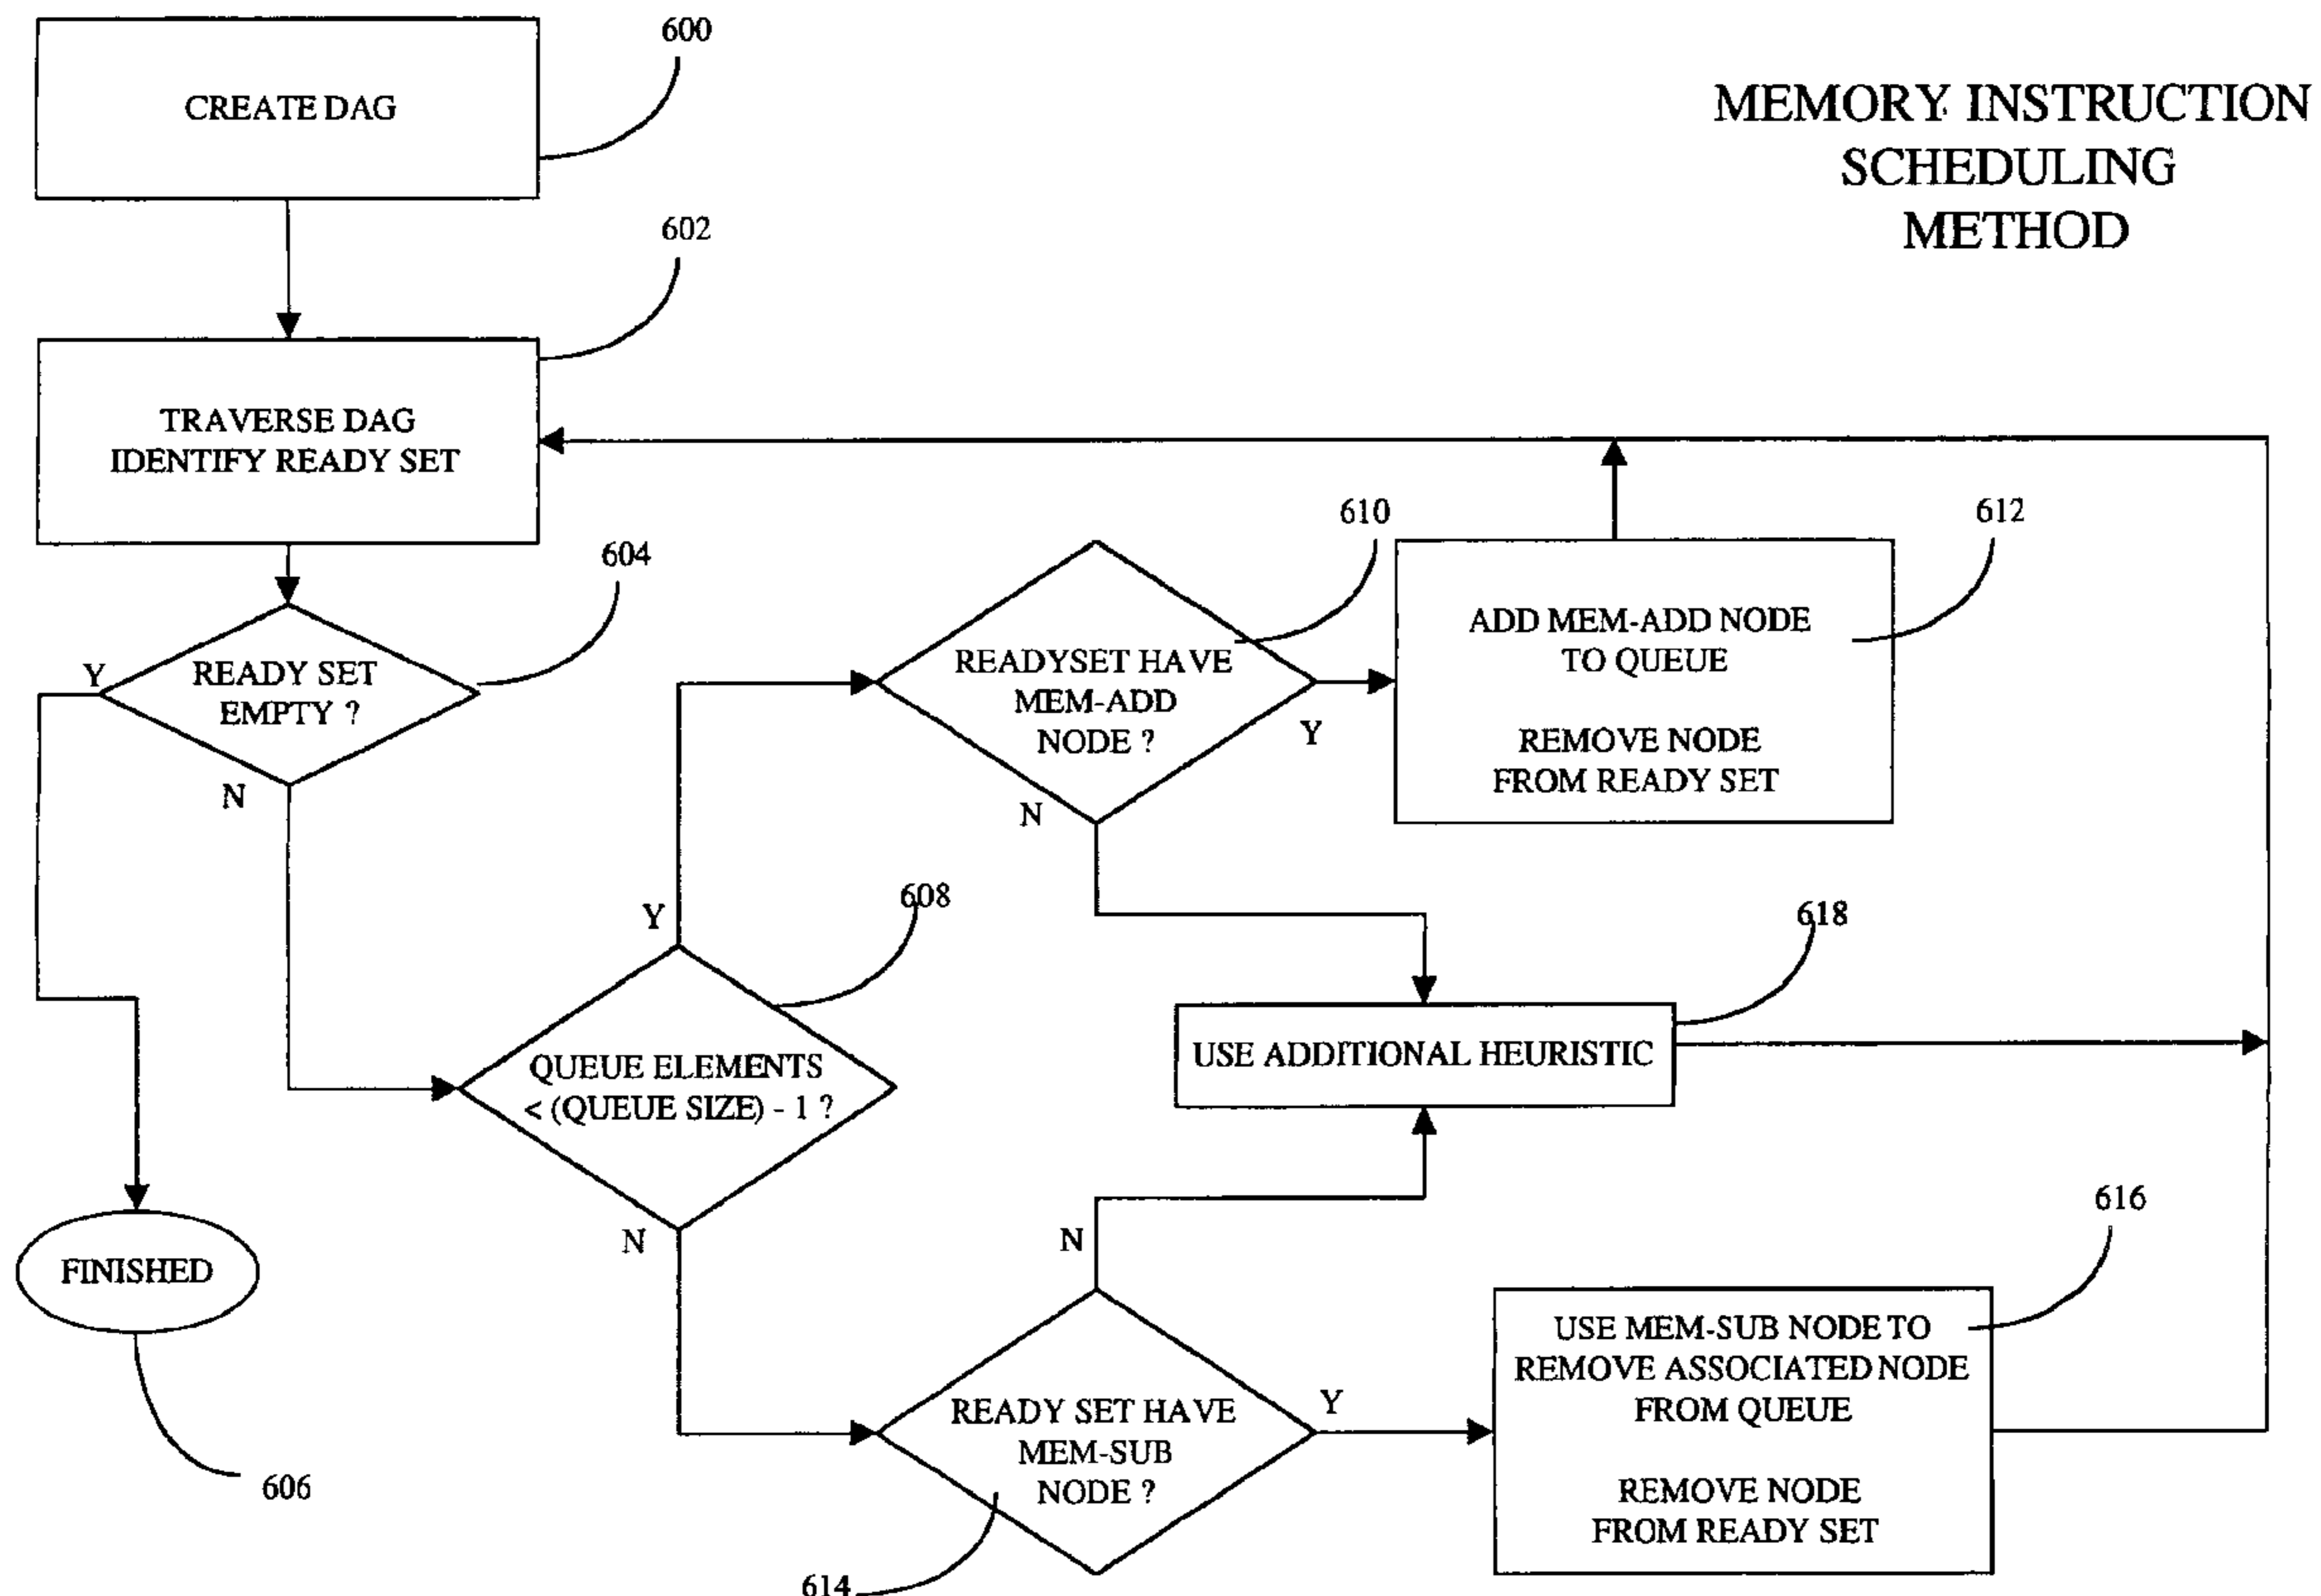 600
CREATE DAG
MEMORY INSTRUCTION
SCHEDULING
METHOD
602
TRAVERSE DAG
IDENTIFY READY SET
604
Y
READY SET
EMPTY ?
N
610
READYSET HAVE
MEM-ADD
NODE ?
Y
N
612
ADD MEM-ADD NODE
TO QUEUE
REMOVE NODE
FROM READY SET
608
Y
QUEUE ELEMENTS
< (QUEUE SIZE) - 1 ?
N
618
USE ADDITIONAL HEURISTIC
FINISHED
606
N
READY SET HAVE
MEM-SUB
NODE ?
Y
614
616
USE MEM-SUB NODE TO
REMOVE ASSOCIATED NODE
FROM QUEUE
REMOVE NODE
FROM READY SET